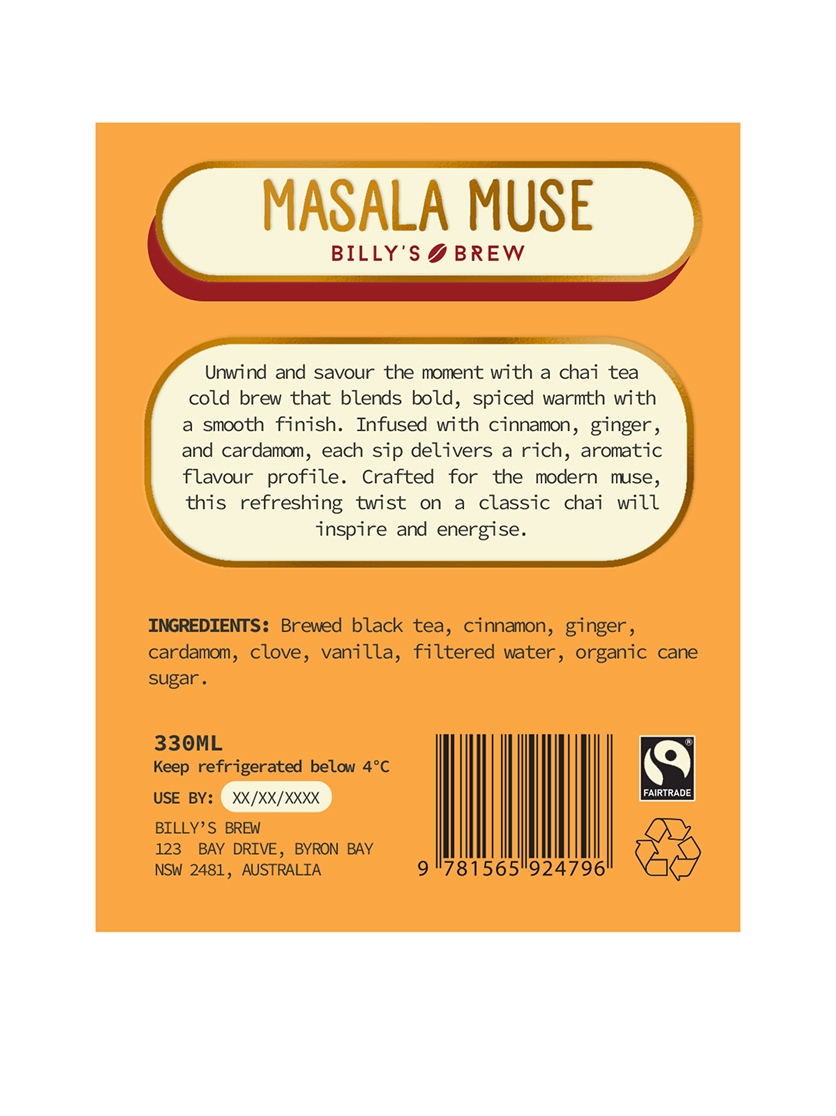 MASALA MUSE
BILLY'S BREW
Unwind and savour the moment with a chai tea
cold brew that blends bold, spiced warmth with
a smooth finish. Infused with cinnamon, ginger,
and cardamom, each sip delivers a rich, aromatic
flavour profile. Crafted for the modern muse,
this refreshing twist on a classic chai will
inspire and energise.
INGREDIENTS: Brewed black tea, cinnamon, ginger,
cardamom, clove, vanilla, filtered water, organic cane
sugar.
330ML
Keep refrigerated below 4°C
USE BY: XX/XX/XXXX
BILLY’S BREW
123 BAY DRIVE, BYRON BAY
NSW 2481, AUSTRALIA
9 781565 924796
®
FAIRTRADE